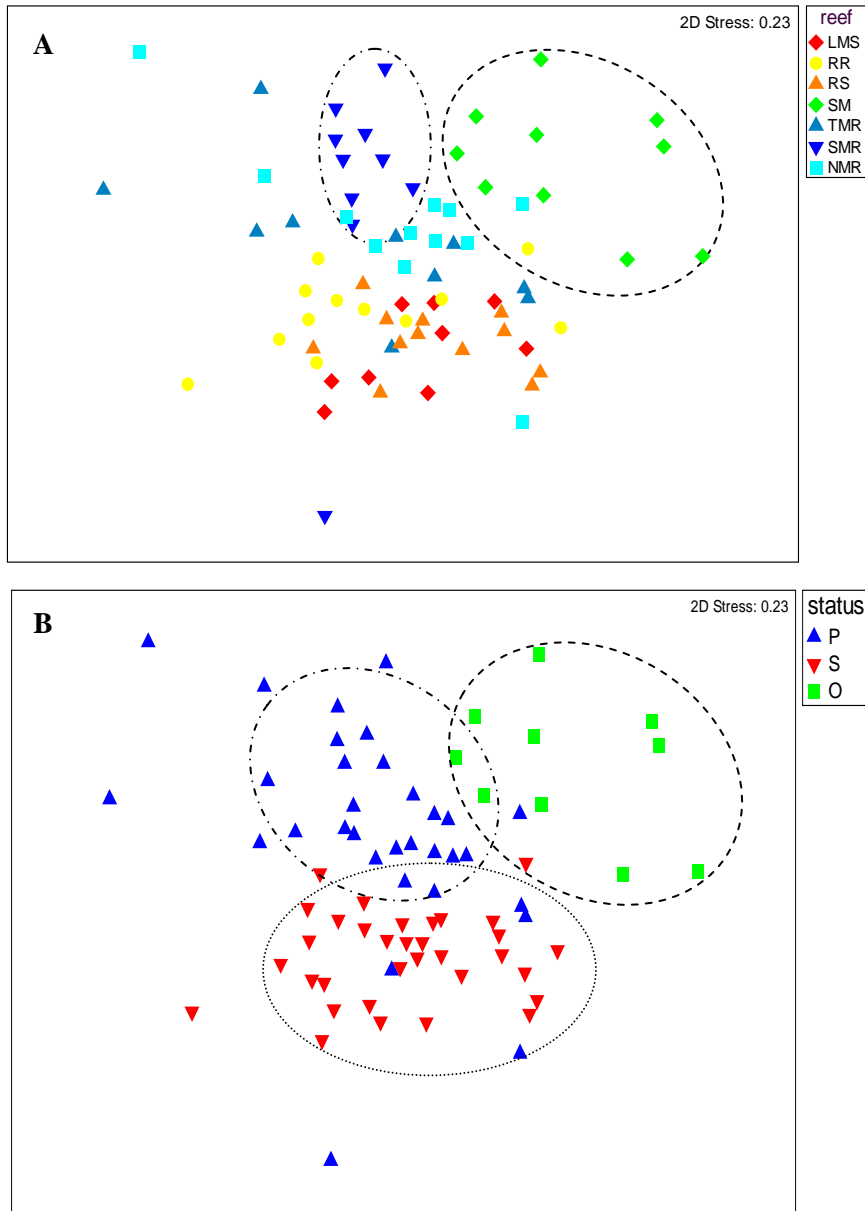 A
2D Stress: 0.23
reef
LMS
RR
RS
SM
TMR
SMR
NMR
B
2D Stress: 0.23
status
P
S
O